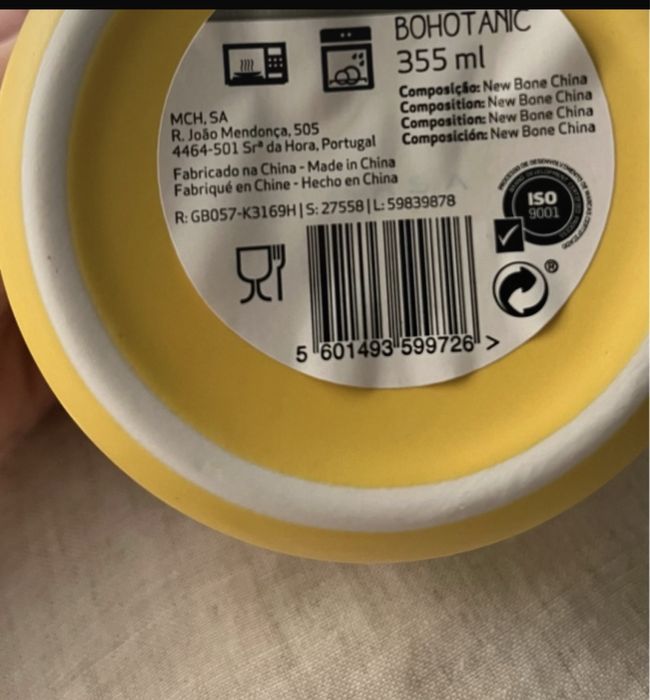 BOHOTANIC
355 ml
Composição: New Bone China
Composition: New Bone China
Composition: New Bone China
Composición: New Bone China
MCH, SA
R. João Mendonça, 505
4464-501 Srª da Hora, Portugal
Fabricado na China - Made in China
Fabriqué en Chine - Hecho en China
R: GB057-K3169H | S: 27558 | L: 59839878
ISO
9001
®
5 601493 599726 >